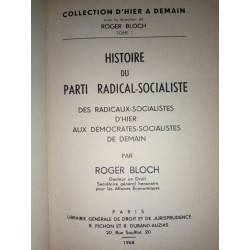 COLLECTION D'HIER A DEMAIN
sous la direction de
ROGER BLOCH
TOME I
HISTOIRE
DU
PARTI RADICAL-SOCIALISTE
DES RADICAUX-SOCIALISTES
D'HIER
AUX DÉMOCRATES-SOCIALISTES
DE DEMAIN
PAR
ROGER BLOCH
Docteur en Droit
Secrétaire général honoraire
pour les Affaires Economiques
PARIS
LIBRAIRIE GÉNÉRALE DE DROIT ET DE JURISPRUDENCE
R. PICHON ET R. DURAND-AUZIAS
20, Rue Soufflot, 20
1968